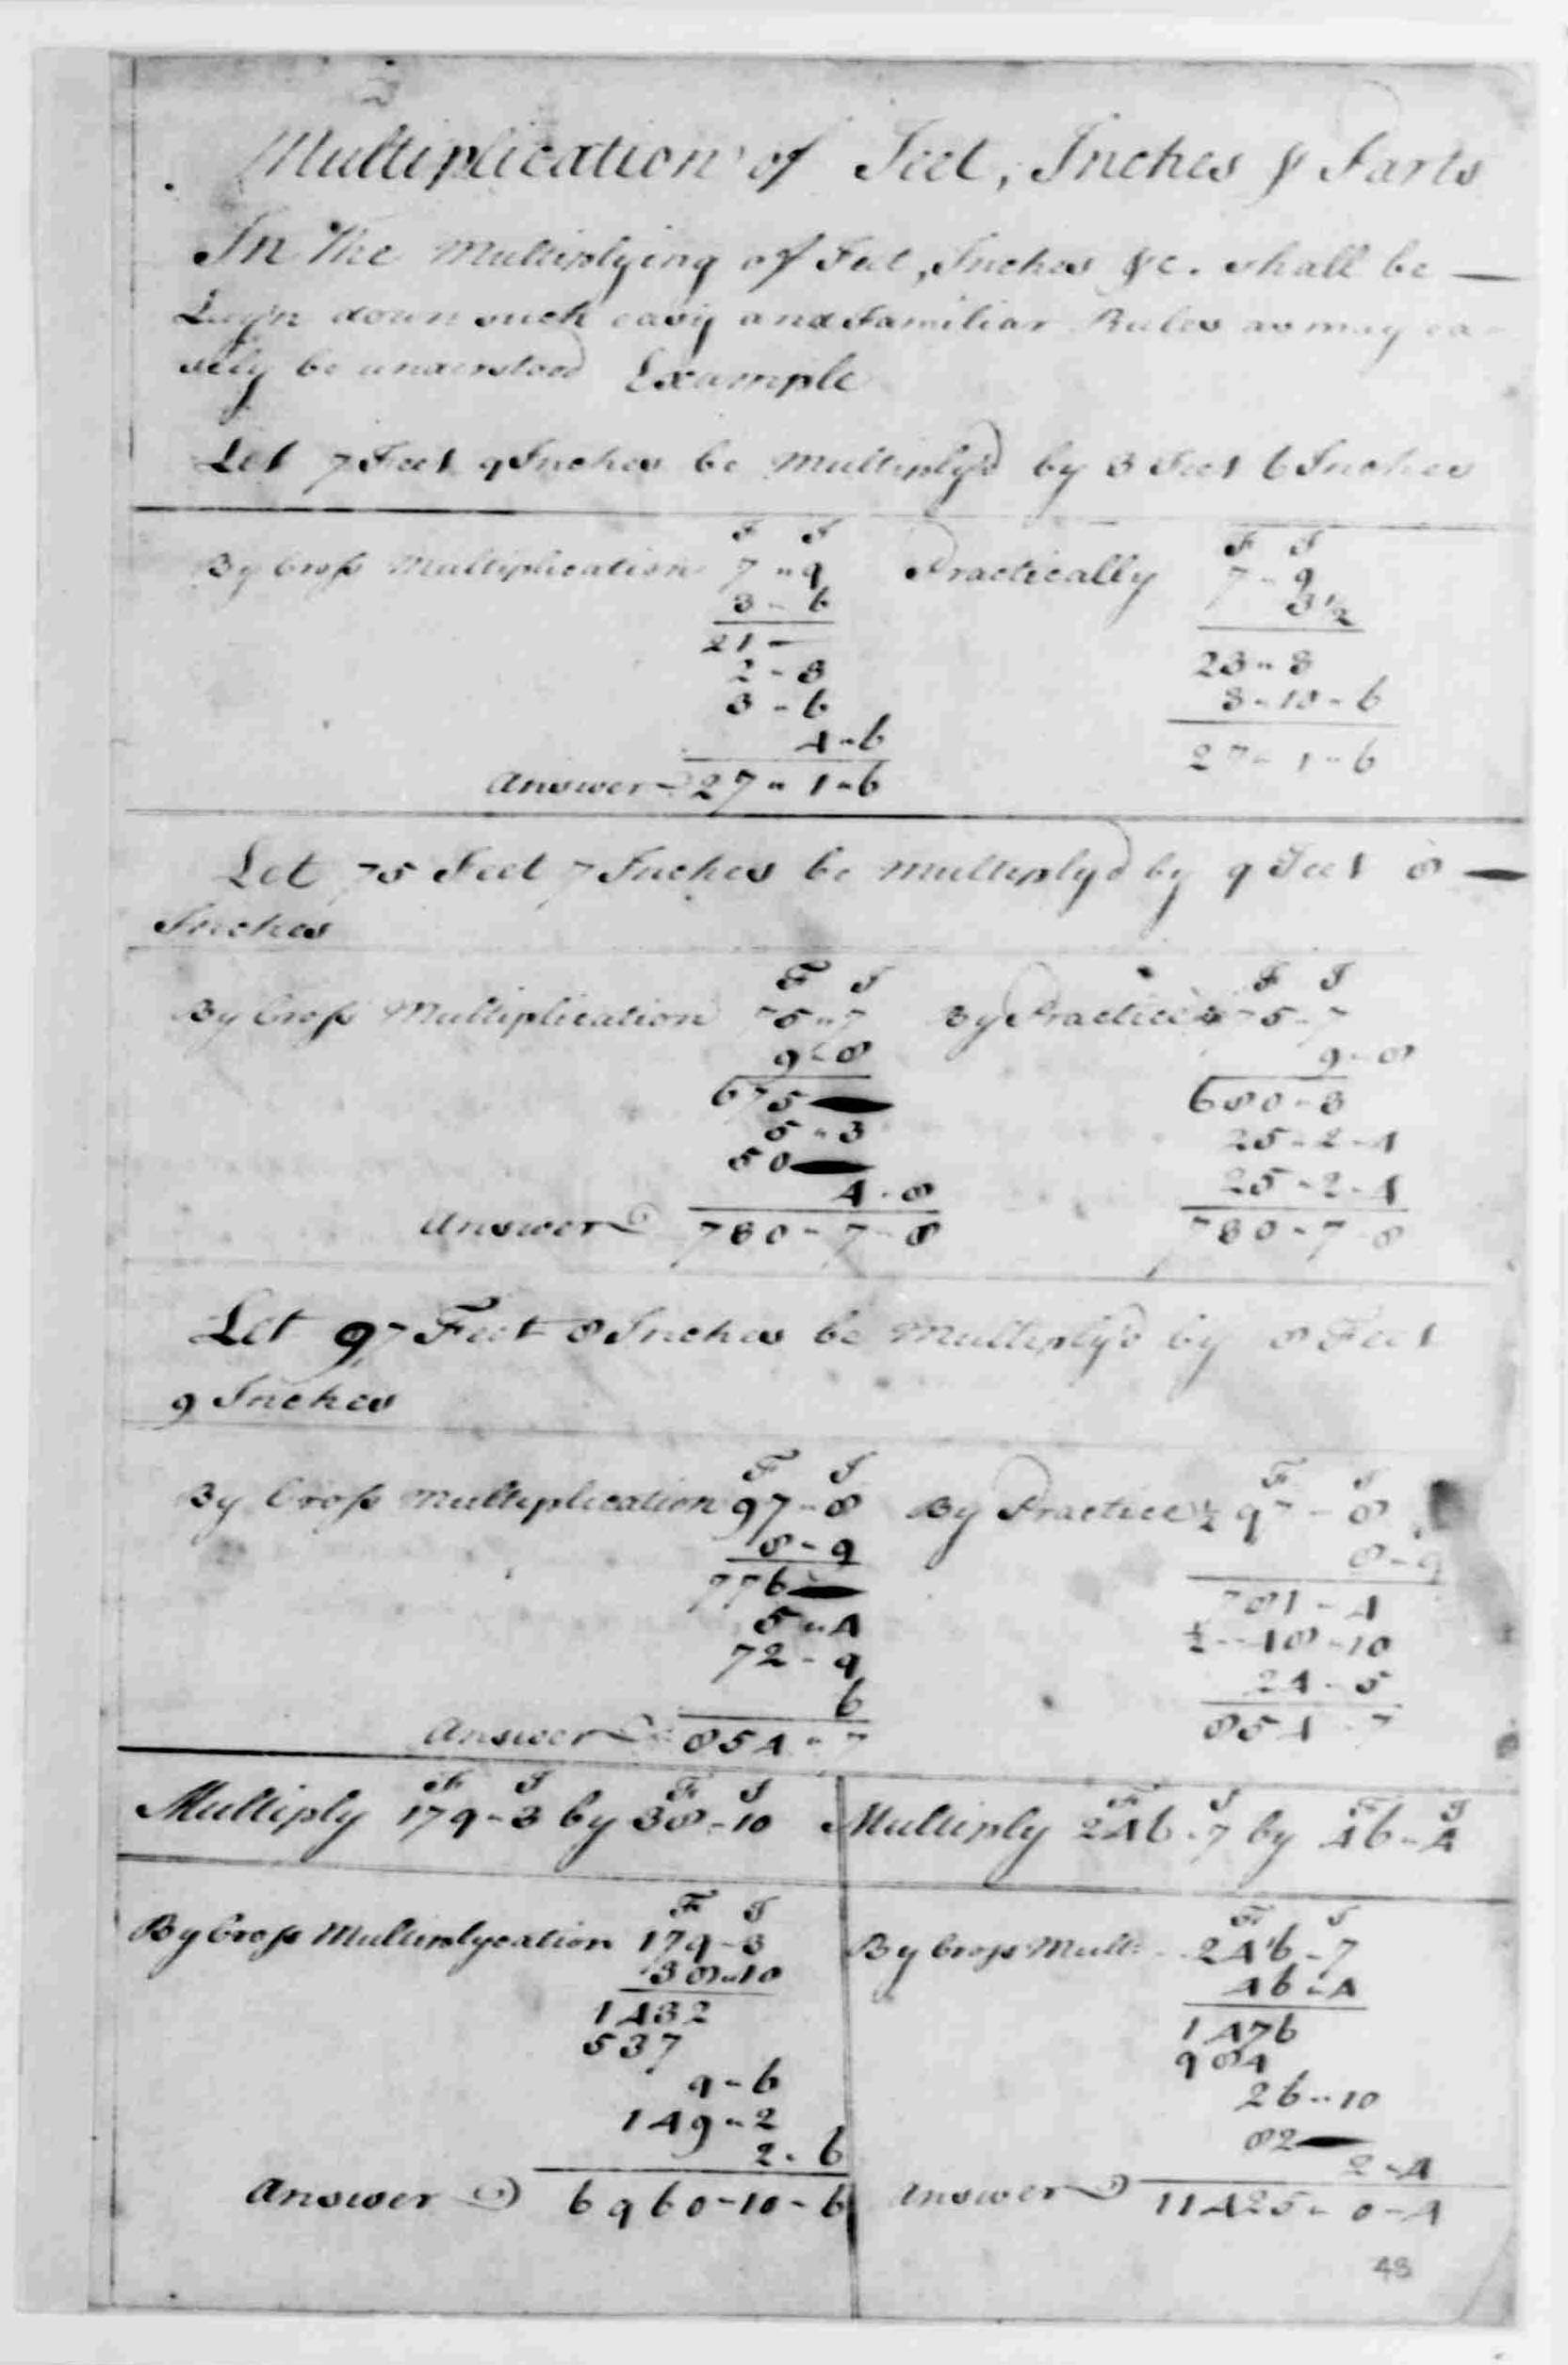 Multiplication of Feet, Inches & Parts
In the Multiplying of Feet, Inches &c. shall be —
Lay'n down such easy and Familiar Rules as may ea-
sely be understood Example
Let 7 Feet 9 Inches be Multiply'd by 3 Feet 6 Inches
F I F I
By Cross Multiplication 7 " 9 Practically 7 " 9
3 - 6 3 1/2
21 — 23 " 3
2 - 3 3 - 10 - 6
3 - 6 27 - 1 - 6
4 - 6
Answer 27 " 1 - 6
Let 75 Feet 7 Inches be multiply'd by 9 Feet 8 —
Inches
F I F I
By Cross Multiplication 75 " 7 By Practice 75 - 7
9 - 8 9 - 8
675 — 680 - 3
5 " 3 25 - 2 - 4
50 — 25 - 2 - 4
4 - 8 730 - 7 - 8
Answer 730 - 7 - 8
Let 97 Feet 8 Inches be Multiply'd by 8 Feet
9 Inches
F I F I
By Cross Multiplication 97 - 8 By Practice 1/2 97 - 8
8 - 9 8 - 9
776 — 781 - 4
5 " 4 1/2 - 48 - 10
72 - 9 24 - 5
6 854 - 7
Answer 854 " 7
F I F I
Multiply 179 - 3 by 38 - 10
F I
By Cross Multiplycation 179 - 3
38 " 10
1432
537
9 - 6
149 " 2
2 - 6
Answer 6960 - 10 - 6
F I F I
Multiply 246 - 7 by 46 - 4
F I
By Cross Mult: 246 - 7
46 - 4
1476
984
26 - 10
82 —
2 - 4
Answer 11425 - 0 - 4
48